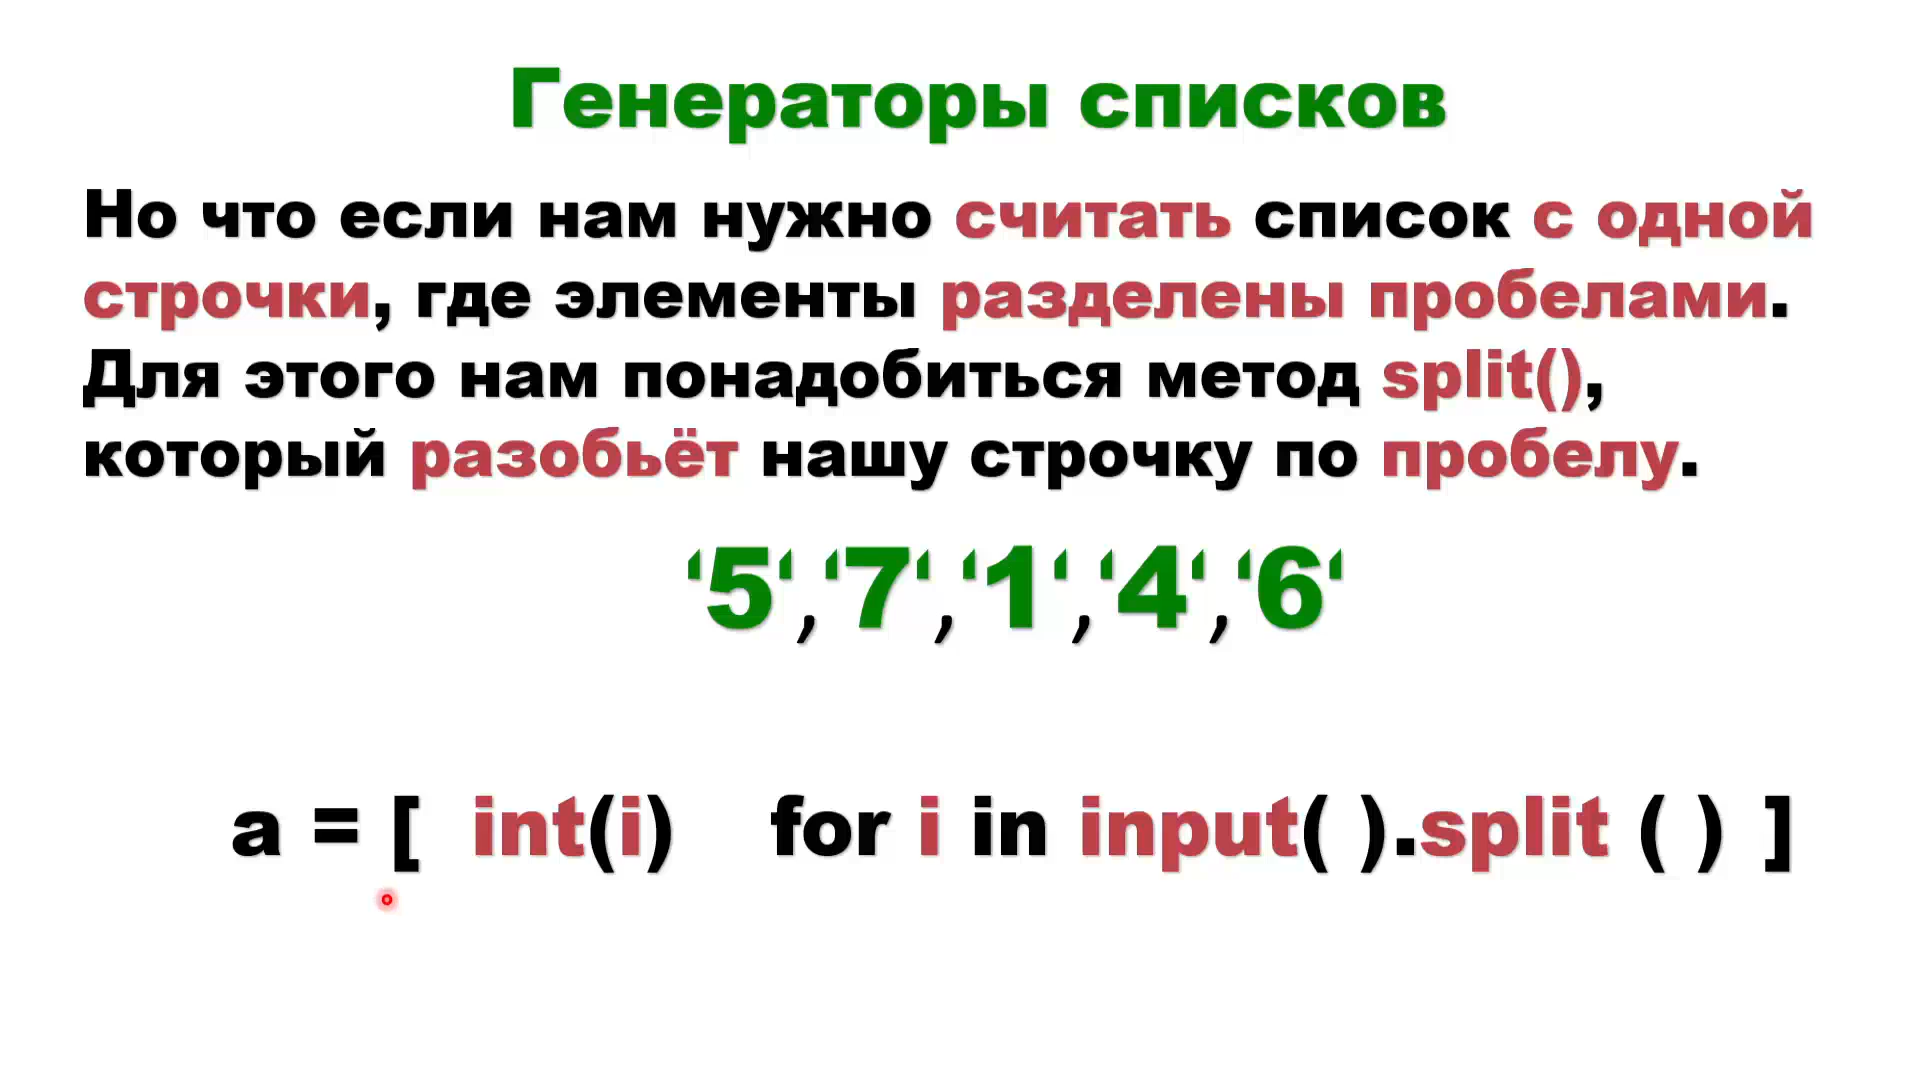 Генераторы списков
Но что если нам нужно считать список с одной
строчки, где элементы разделены пробелами.
Для этого нам понадобиться метод split(),
который разобьёт нашу строчку по пробелу.
‘5‘,‘7‘,‘1‘,‘4‘,‘6‘
a = [ int(i) for i in input( ).split ( ) ]